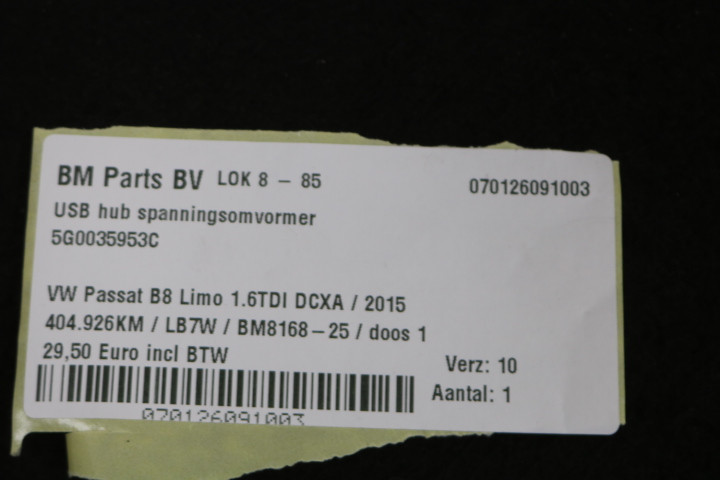 BM Parts BV LOK 8 - 85 070126091003
USB hub spanningsomvormer
5G0035953C
VW Passat B8 Limo 1.6TDI DCXA / 2015
404.926KM / LB7W / BM8168-25 / doos 1
29,50 Euro incl BTW
Verz: 10
Aantal: 1
070126091003